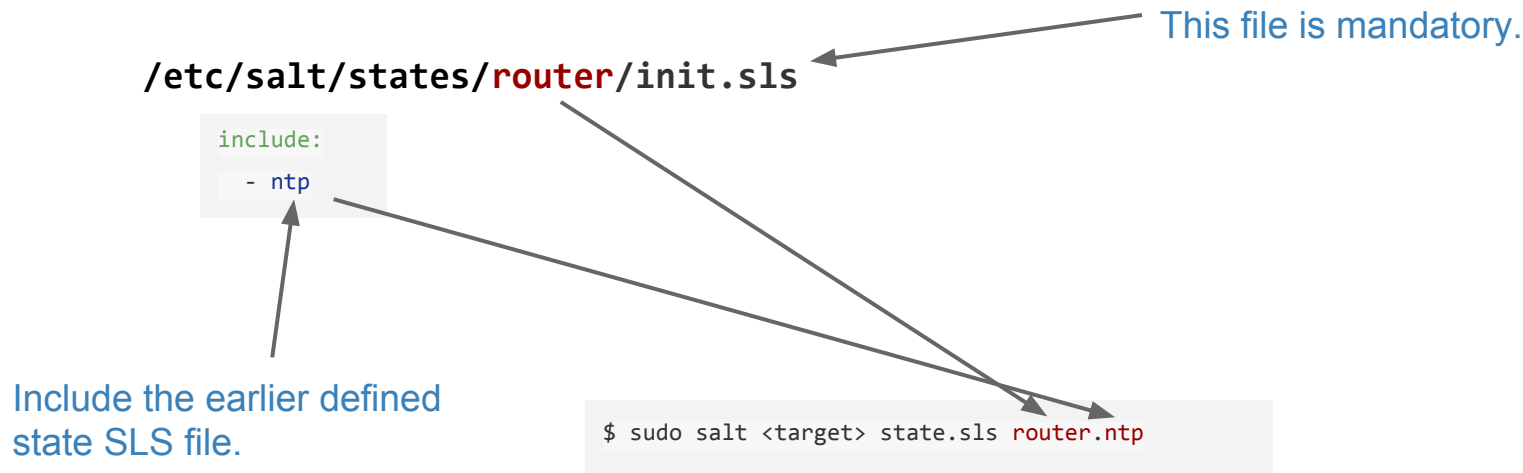 This file is mandatory.
/etc/salt/states/router/init.sls
include:
  - ntp
Include the earlier defined
state SLS file.
$ sudo salt <target> state.sls router.ntp